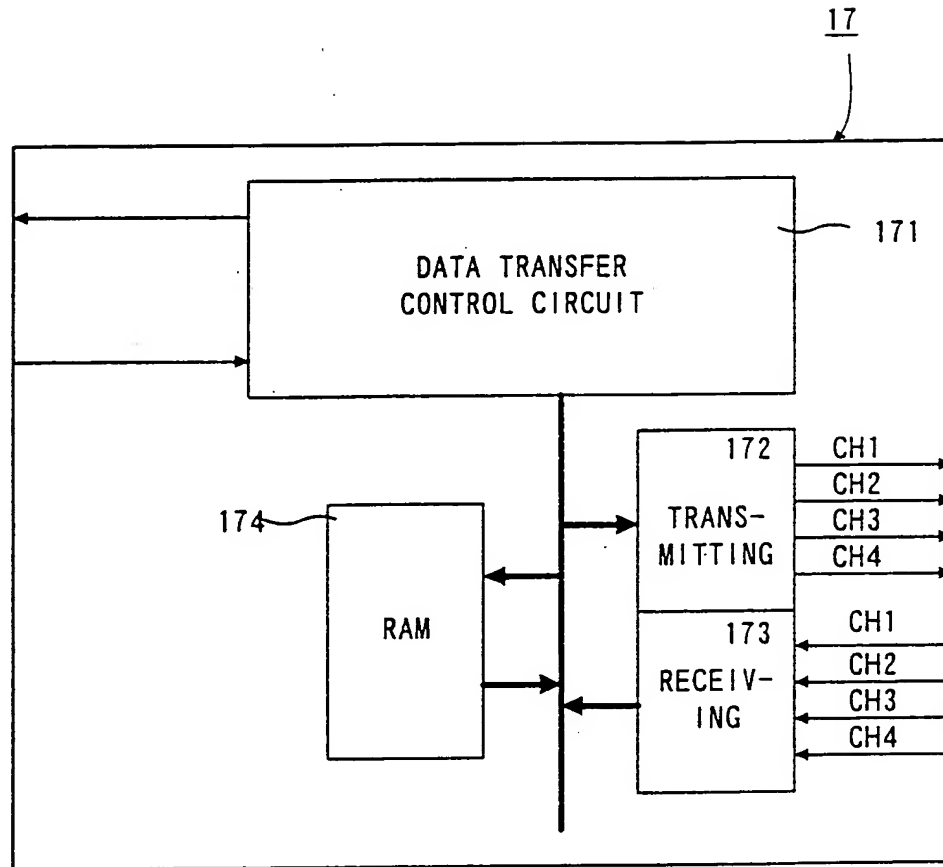 17
171
DATA TRANSFER
CONTROL CIRCUIT
172
TRANS-
MITTING
CH1
CH2
CH3
CH4
174
RAM
173
RECEIV-
ING
CH1
CH2
CH3
CH4